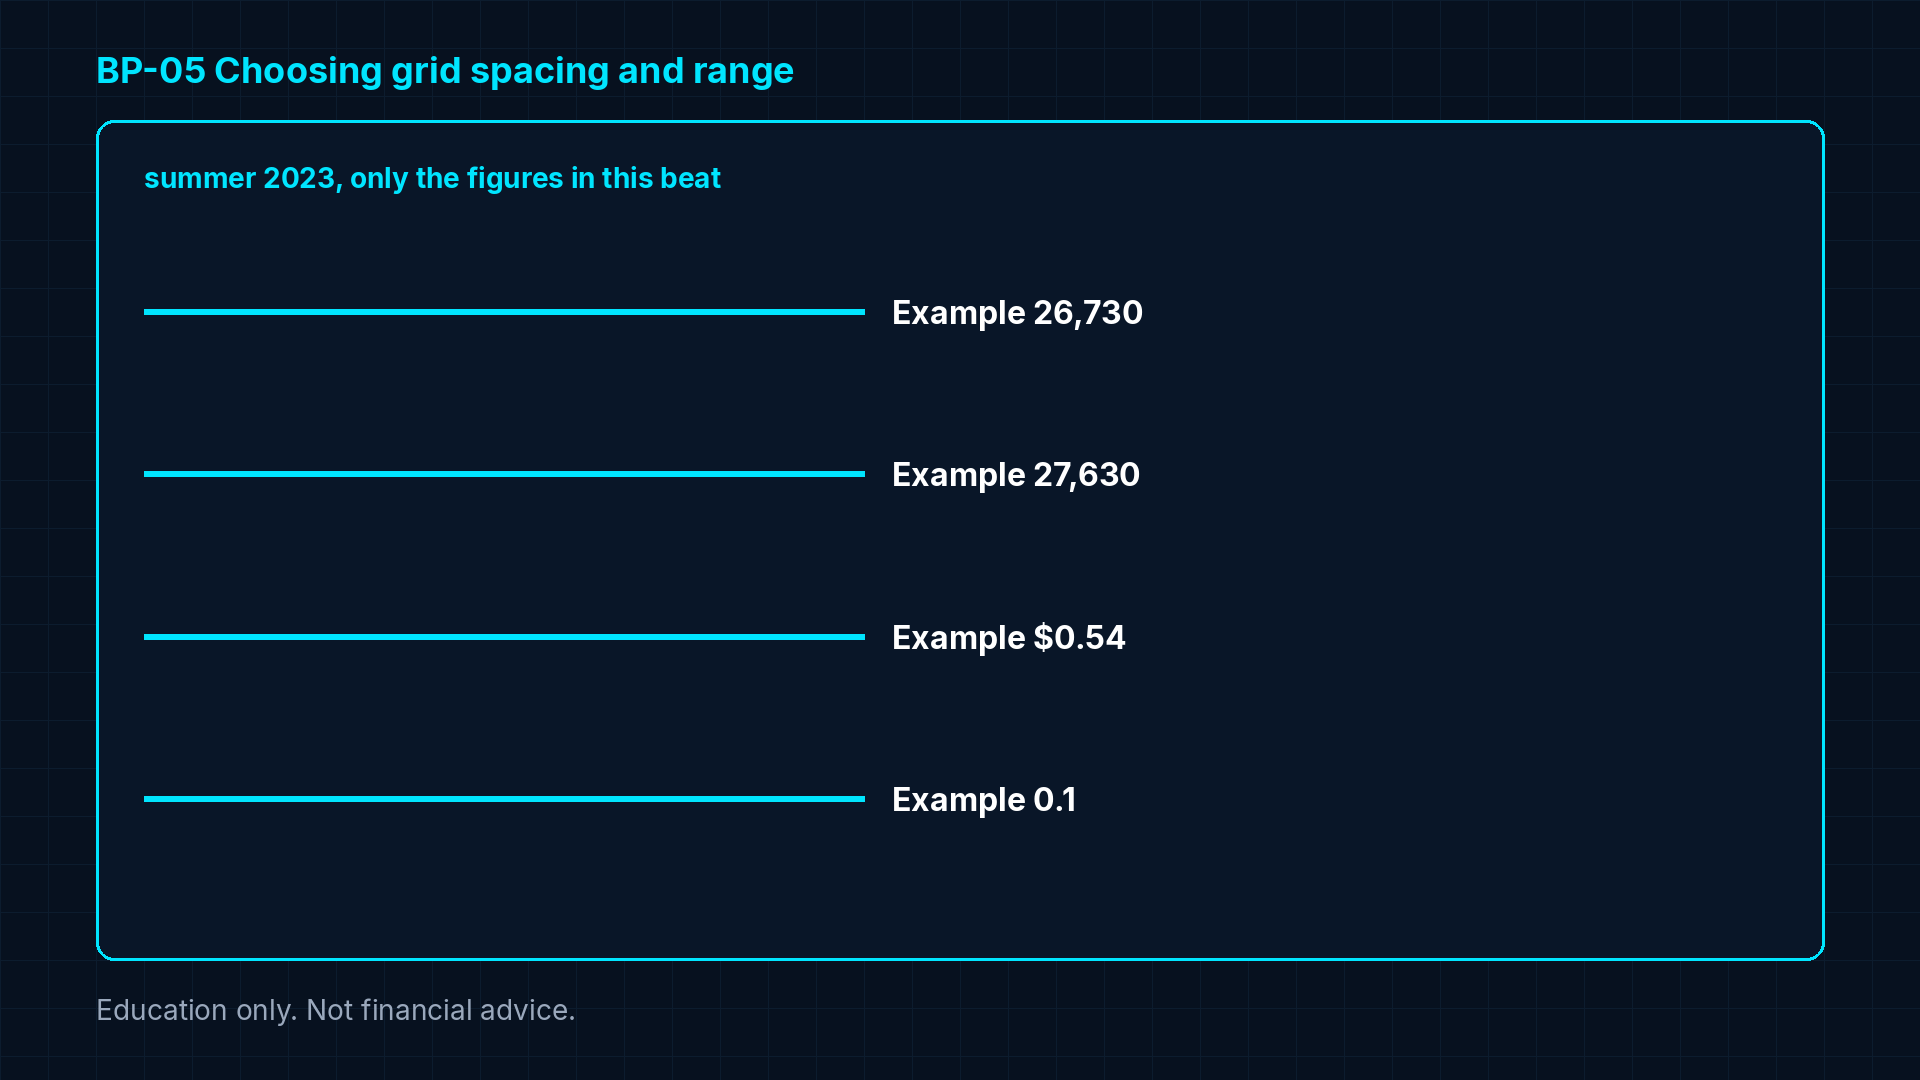 BP-05 Choosing grid spacing and range
summer 2023, only the figures in this beat
Example 26,730
Example 27,630
Example $0.54
Example 0.1
Education only. Not financial advice.